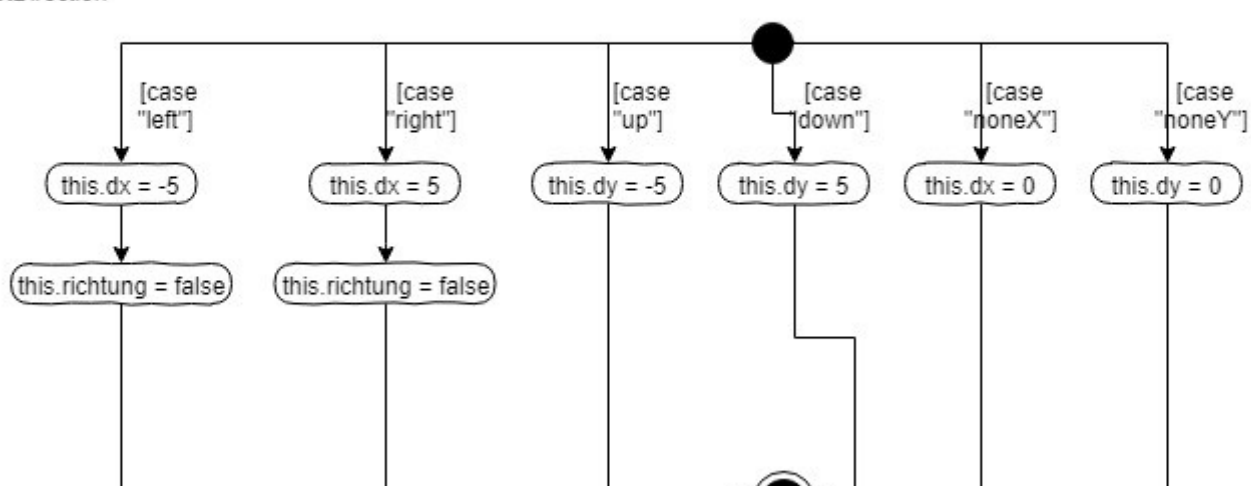 [case
"left"]
[case
"right"]
[case
"up"]
[case
"down"]
[case
"noneX"]
[case
"noneY"]
this.dx = -5
this.dx = 5
this.dy = -5
this.dy = 5
this.dx = 0
this.dy = 0
this.richtung = false
this.richtung = false